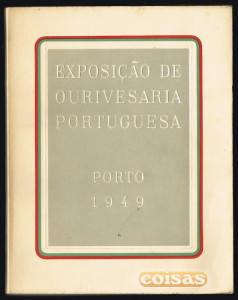 EXPOSIÇÃO DE
OURIVESARIA
PORTUGUESA
PORTO
1949
coisas